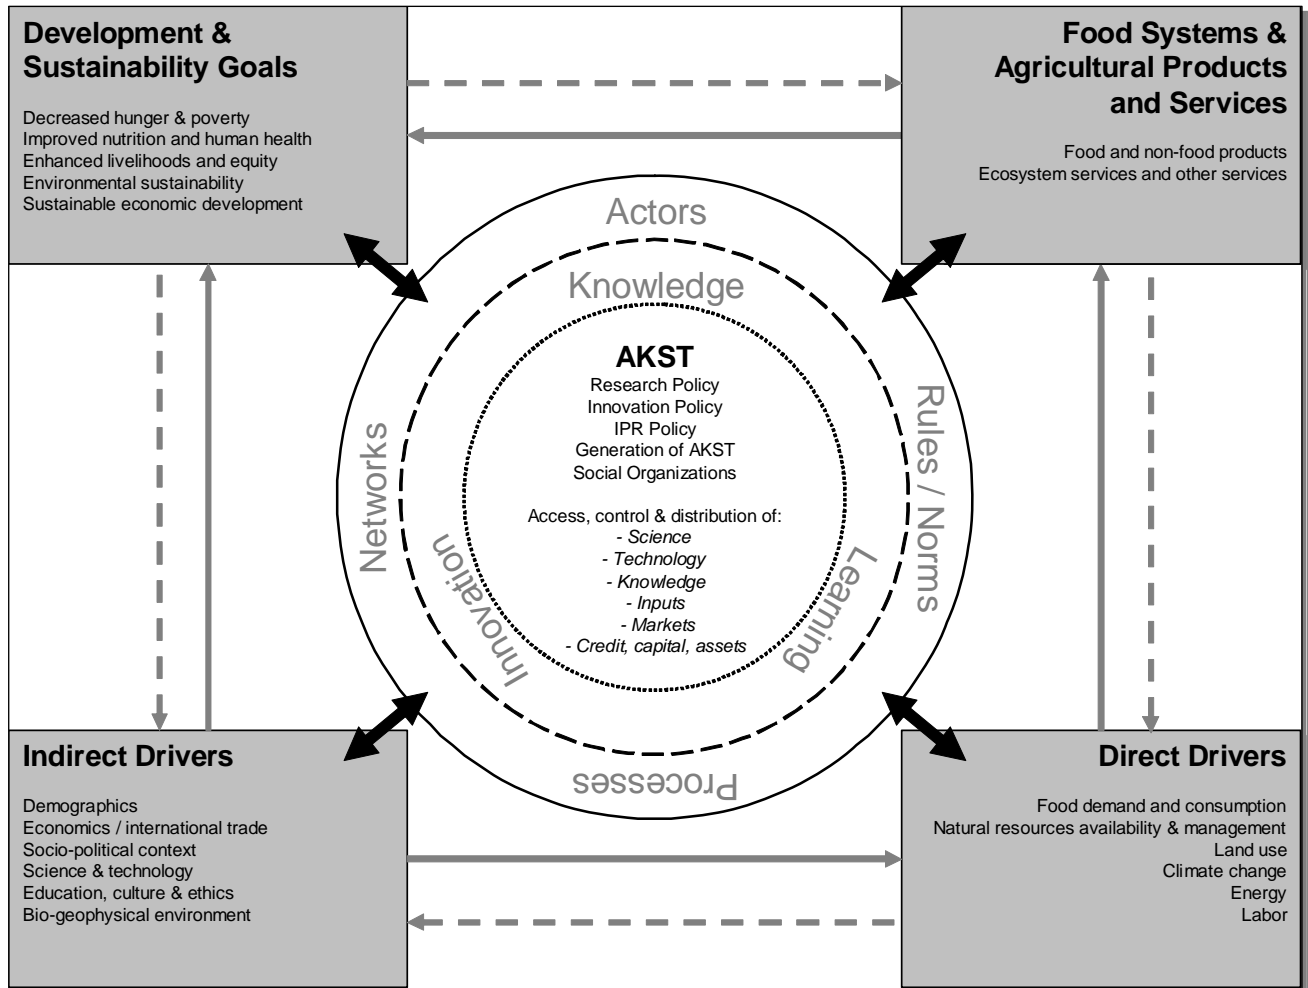 Development &
Sustainability Goals
Decreased hunger & poverty
Improved nutrition and human health
Enhanced livelihoods and equity
Environmental sustainability
Sustainable economic development
Food Systems &
Agricultural Products
and Services
Food and non-food products
Ecosystem services and other services
Actors
Knowledge
AKST
Research Policy
Innovation Policy
IPR Policy
Generation of AKST
Social Organizations
Access, control & distribution of:
- Science
- Technology
- Knowledge
- Inputs
- Markets
- Credit, capital, assets
Networks
Innovation
Learning
Rules / Norms
Processes
Indirect Drivers
Demographics
Economics / international trade
Socio-political context
Science & technology
Education, culture & ethics
Bio-geophysical environment
Direct Drivers
Food demand and consumption
Natural resources availability & management
Land use
Climate change
Energy
Labor